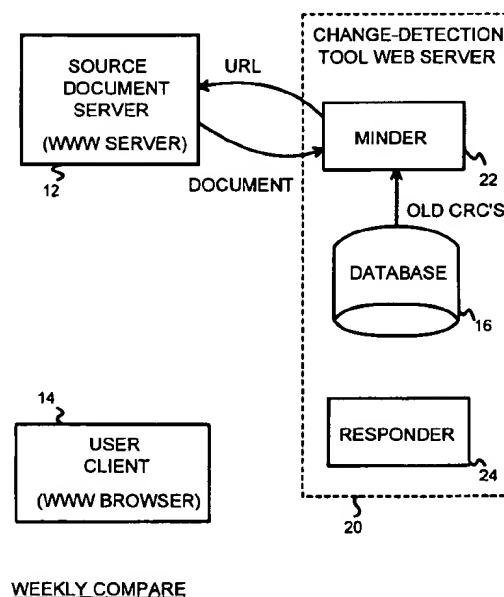 CHANGE-DETECTION
TOOL WEB SERVER
SOURCE
DOCUMENT
SERVER
(WWW SERVER)
12
URL
DOCUMENT
MINDER
22
OLD CRC'S
DATABASE
16
14
USER
CLIENT
(WWW BROWSER)
RESPONDER
24
20
WEEKLY COMPARE